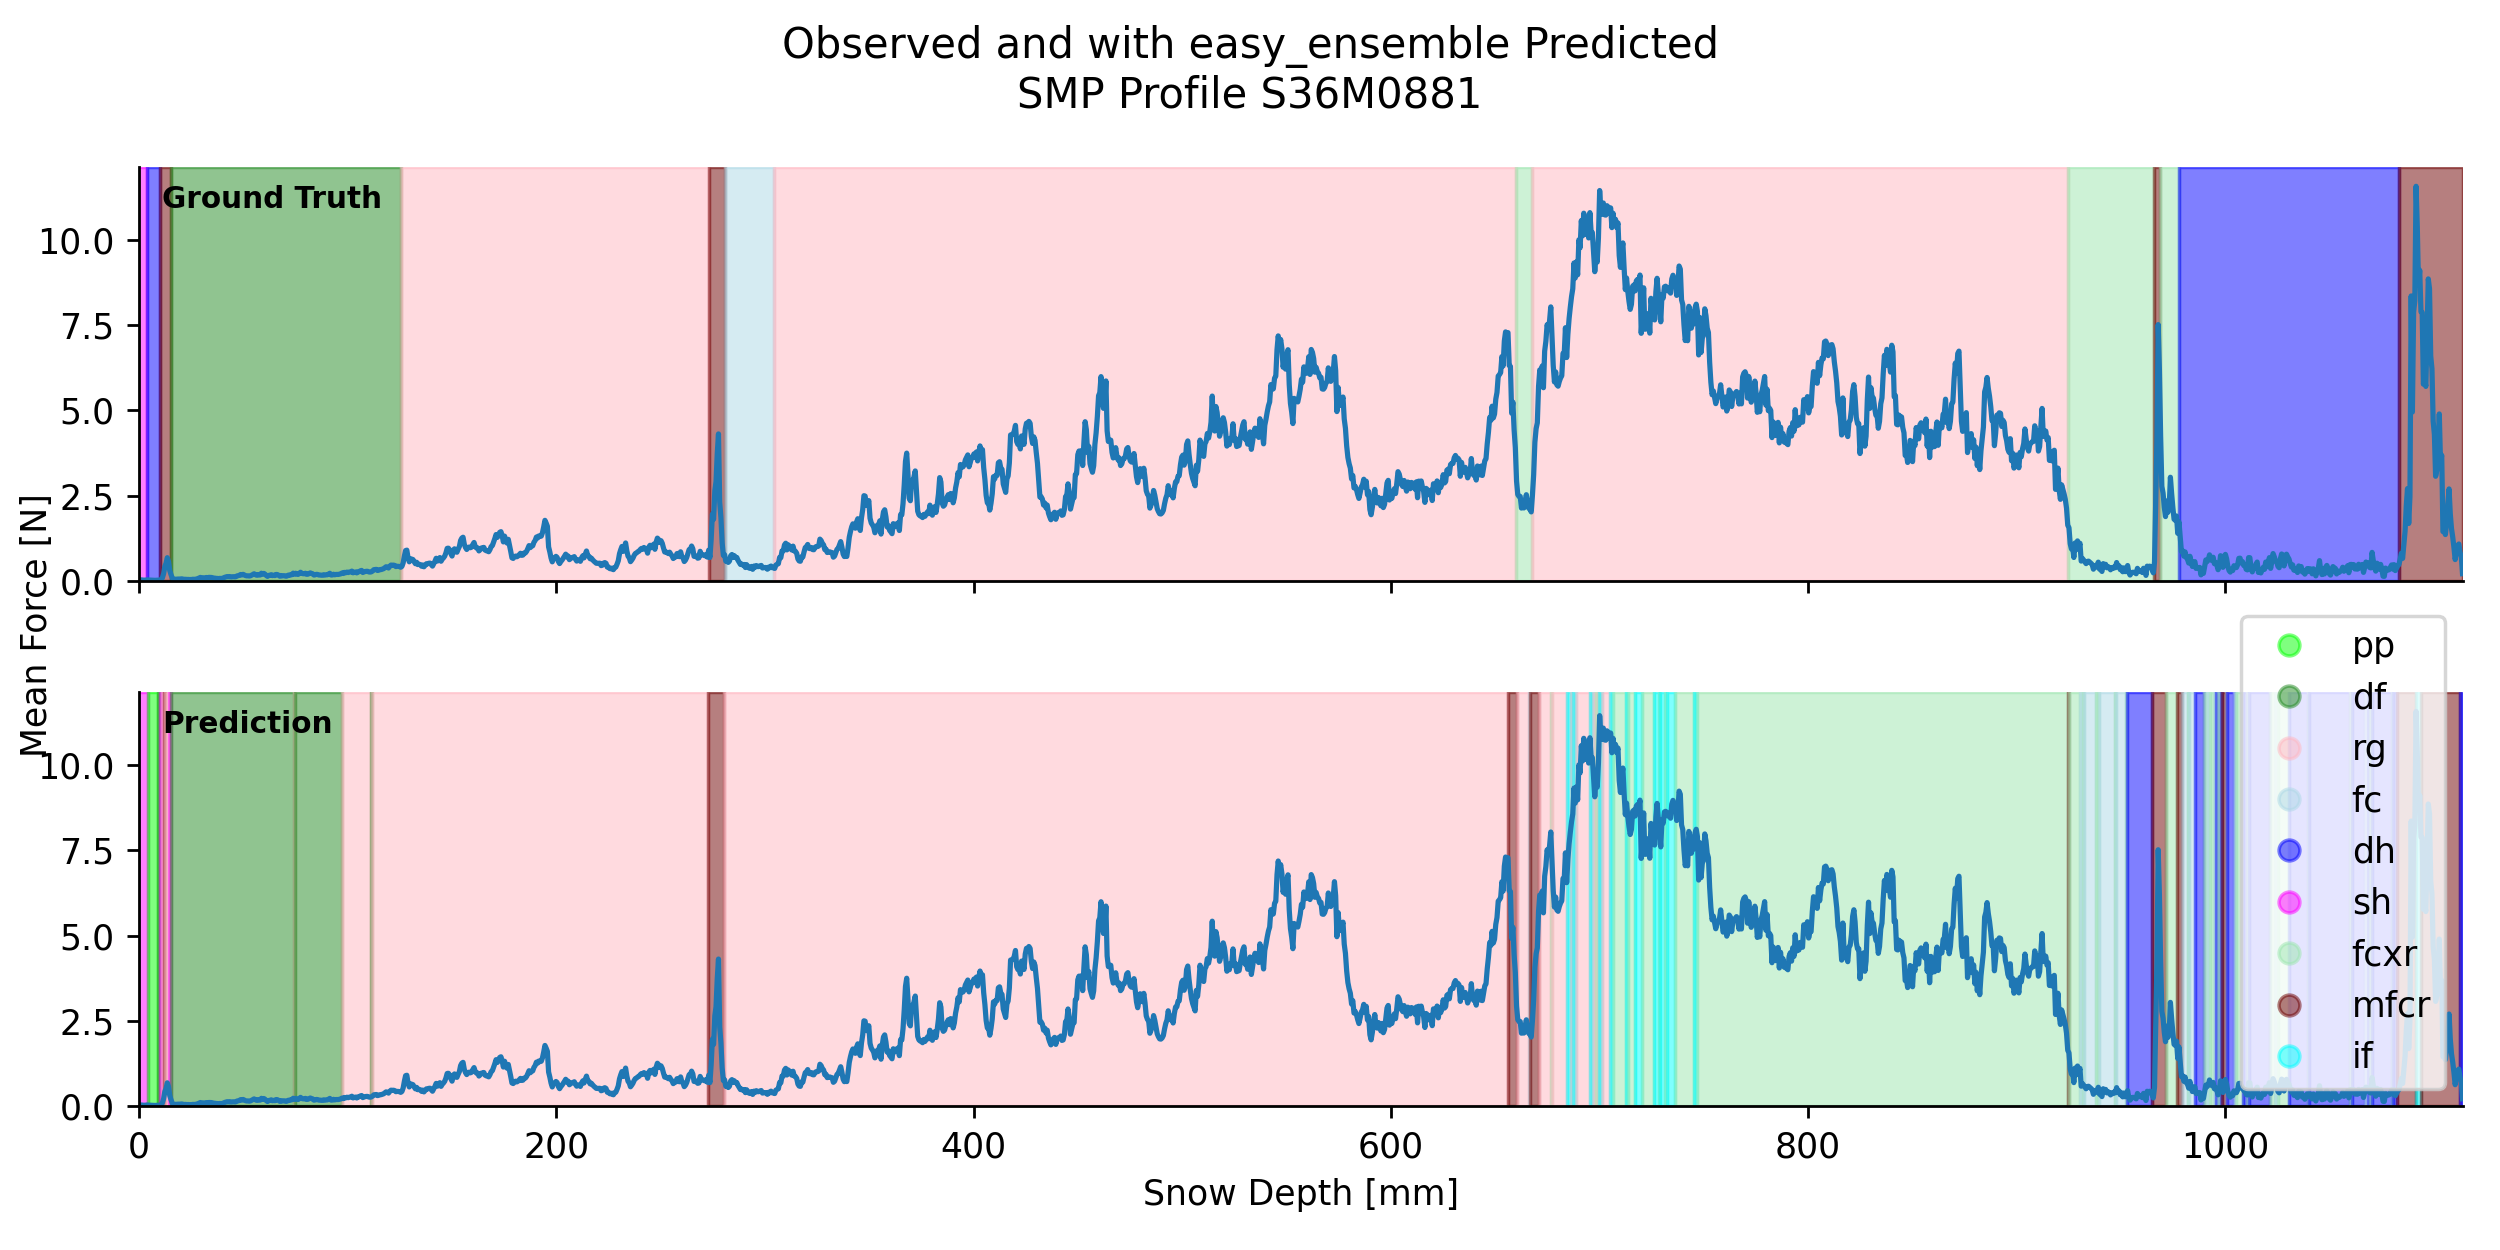 Observed and with easy_ensemble Predicted
SMP Profile S36M0881
Mean Force [N]
Ground Truth
10.0
7.5
5.0
2.5
0.0
Prediction
10.0
7.5
5.0
2.5
0.0
pp
df
rg
fc
dh
sh
fcxr
mfcr
if
0 200 400 600 800 1000
Snow Depth [mm]